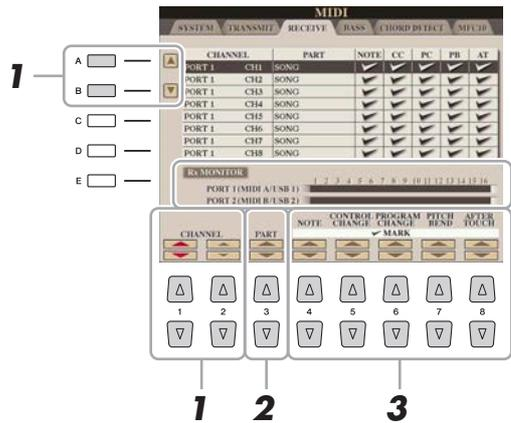 MIDI
SYSTEM TRANSMIT RECEIVE BASS CHORD DETECT MFC10
CHANNEL PART NOTE CC PC PB AT
PORT 1 CH1 SONG
PORT 1 CH2 SONG
PORT 1 CH3 SONG
PORT 1 CH4 SONG
PORT 1 CH5 SONG
PORT 1 CH6 SONG
PORT 1 CH7 SONG
PORT 1 CH8 SONG
A
B
C
D
E
1
Rx MONITOR
1 2 3 4 5 6 7 8 9 10 11 12 13 14 15 16
PORT 1 (MIDI A/USB 1)
PORT 2 (MIDI B/USB 2)
CHANNEL PART NOTE CONTROL CHANGE PROGRAM CHANGE PITCH BEND AFTER TOUCH
MARK
1 2 3 4 5 6 7 8
1 2 3